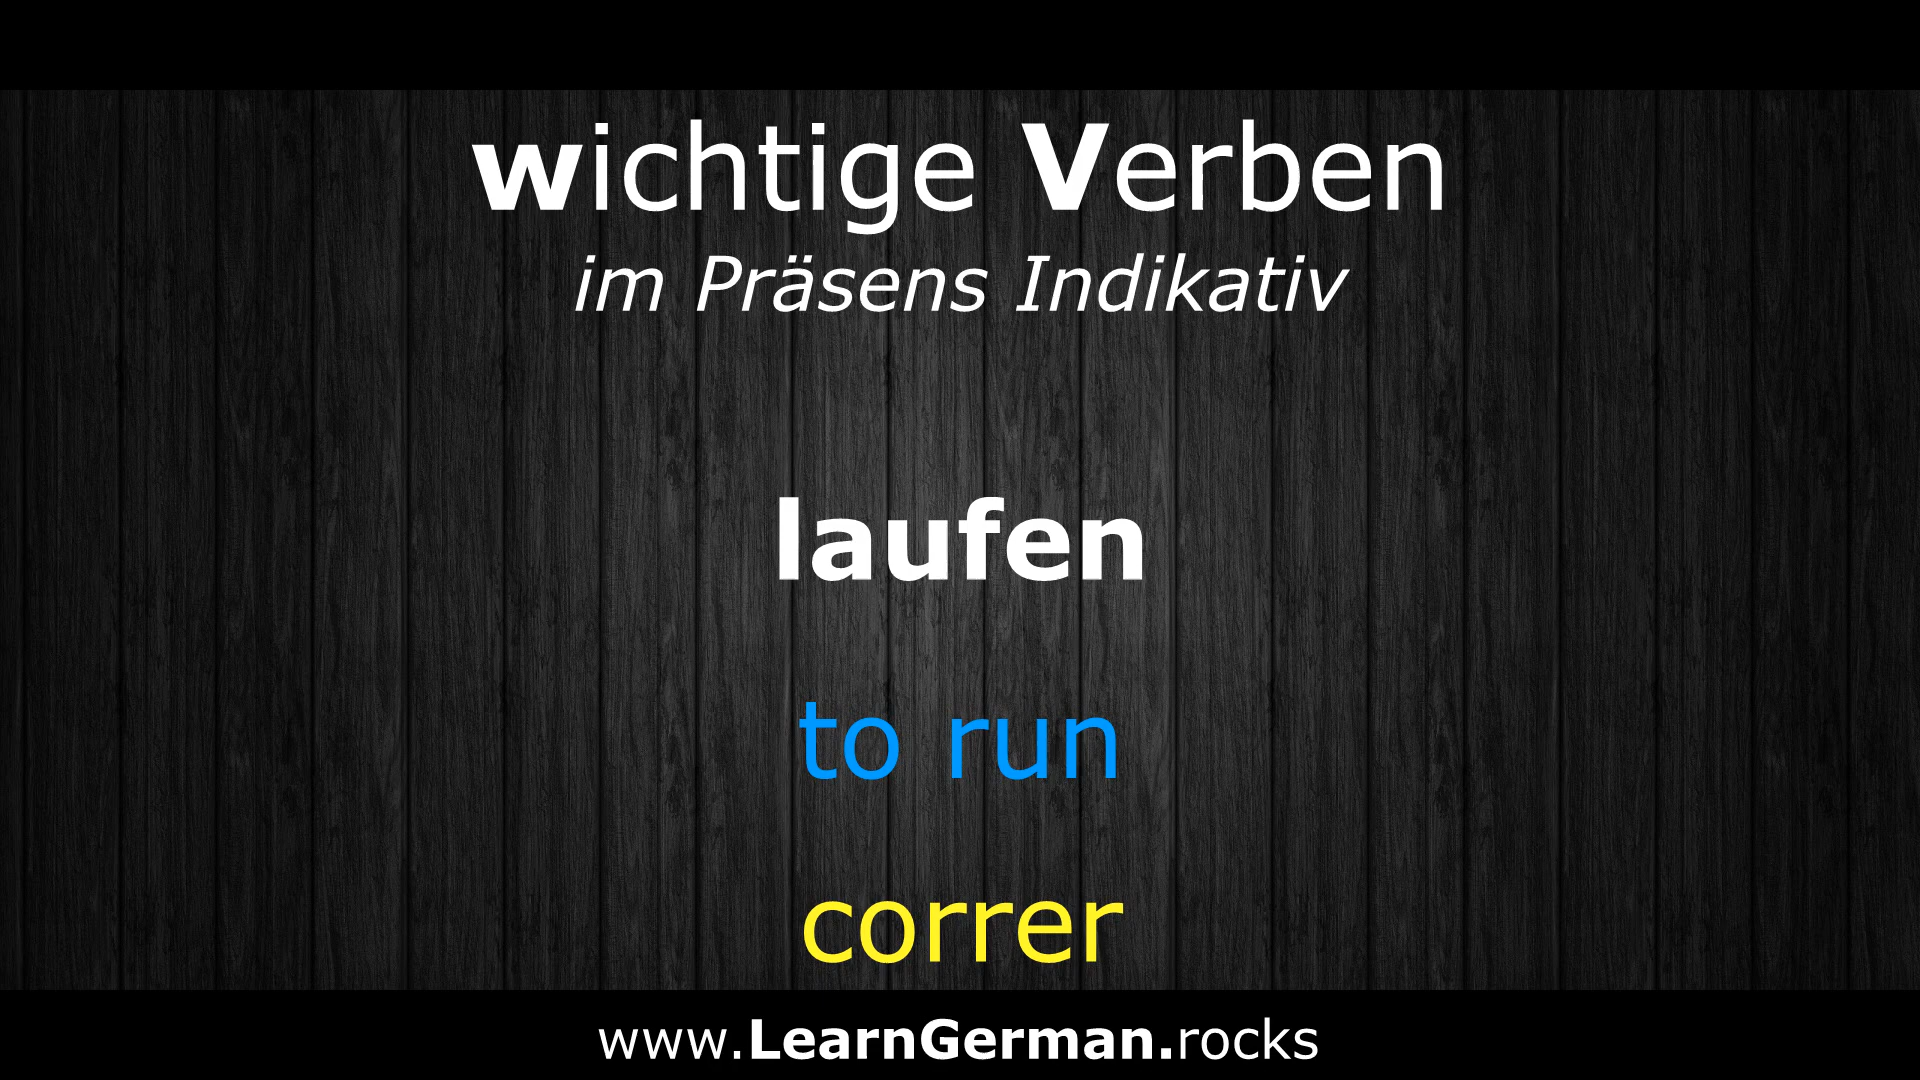 wichtige Verben
im Präsens Indikativ
laufen
to run
correr
www.LearnGerman.rocks